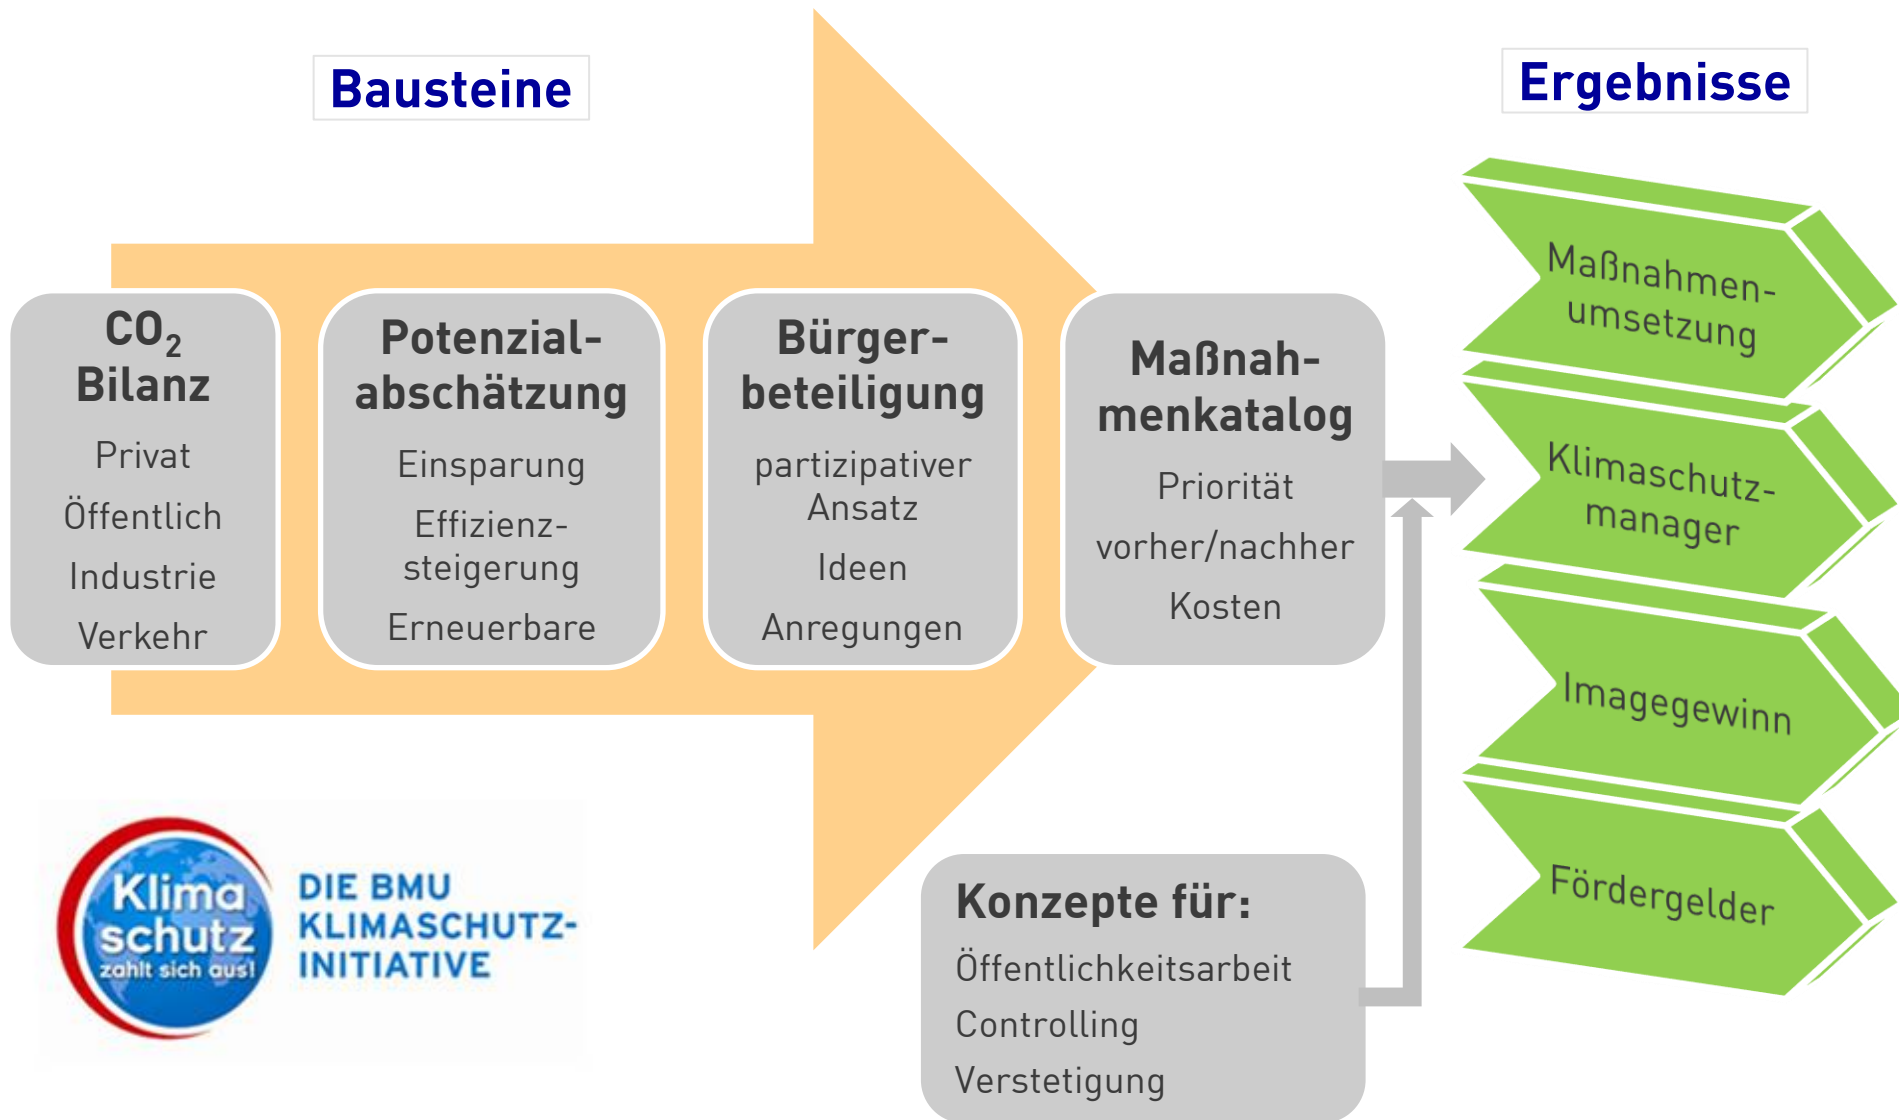 Bausteine
Ergebnisse
CO₂
Bilanz
Privat
Öffentlich
Industrie
Verkehr
Potenzial-
abschätzung
Einsparung
Effizienz-
steigerung
Erneuerbare
Bürger-
beteiligung
partizipativer
Ansatz
Ideen
Anregungen
Maßnah-
menkatalog
Priorität
vorher/nachher
Kosten
Konzepte für:
Öffentlichkeitsarbeit
Controlling
Verstetigung
Maßnahmen-
umsetzung
Klimaschutz-
manager
Imagegewinn
Fördergelder
Klima
schutz
zahlt sich aus!
DIE BMU
KLIMASCHUTZ-
INITIATIVE